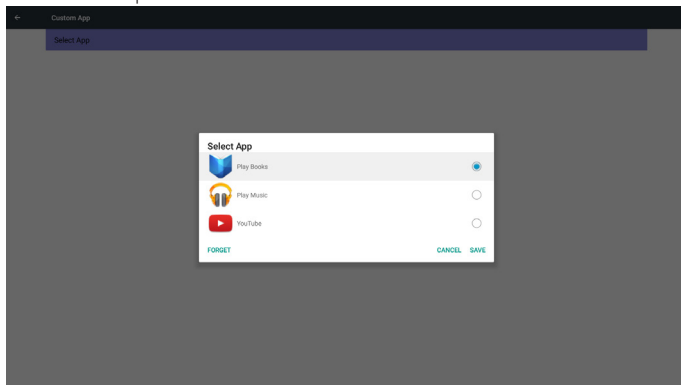 Custom App
Select App
Select App
Play Books
Play Music
YouTube
FORGET CANCEL SAVE